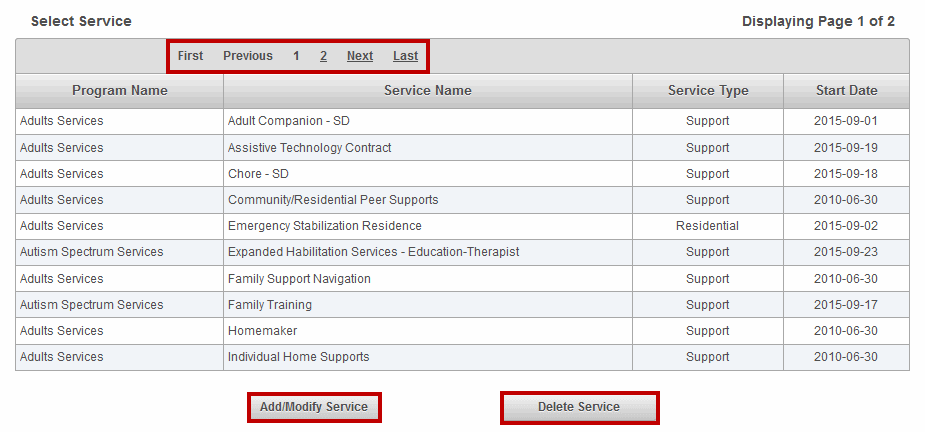 Select Service Displaying Page 1 of 2
First Previous 1 2 Next Last
Program Name Service Name Service Type Start Date
Adults Services Adult Companion - SD Support 2015-09-01
Adults Services Assistive Technology Contract Support 2015-09-19
Adults Services Chore - SD Support 2015-09-18
Adults Services Community/Residential Peer Supports Support 2010-06-30
Adults Services Emergency Stabilization Residence Residential 2015-09-02
Autism Spectrum Services Expanded Habilitation Services - Education-Therapist Support 2015-09-23
Adults Services Family Support Navigation Support 2010-06-30
Autism Spectrum Services Family Training Support 2015-09-17
Adults Services Homemaker Support 2010-06-30
Adults Services Individual Home Supports Support 2010-06-30
Add/Modify Service Delete Service